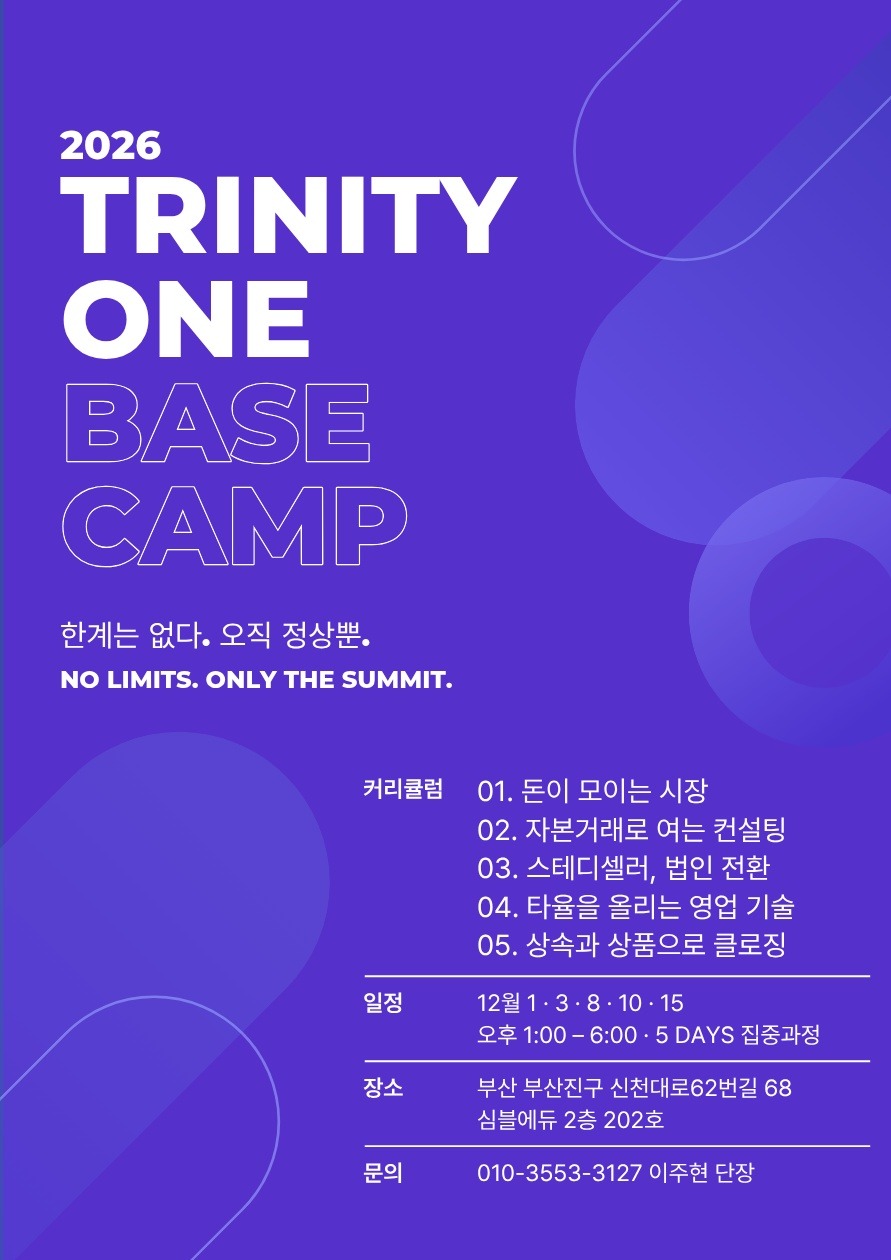 2026
TRINITY
ONE
BASE
CAMP
한계는 없다. 오직 정상뿐.
NO LIMITS. ONLY THE SUMMIT.
커리큘럼 01. 돈이 모이는 시장
02. 자본거래로 여는 컨설팅
03. 스테디셀러, 법인 전환
04. 타율을 올리는 영업 기술
05. 상속과 상품으로 클로징
일정 12월 1 · 3 · 8 · 10 · 15
오후 1:00 – 6:00 · 5 DAYS 집중과정
장소 부산 부산진구 신천대로62번길 68
심블에듀 2층 202호
문의 010-3553-3127 이주현 단장